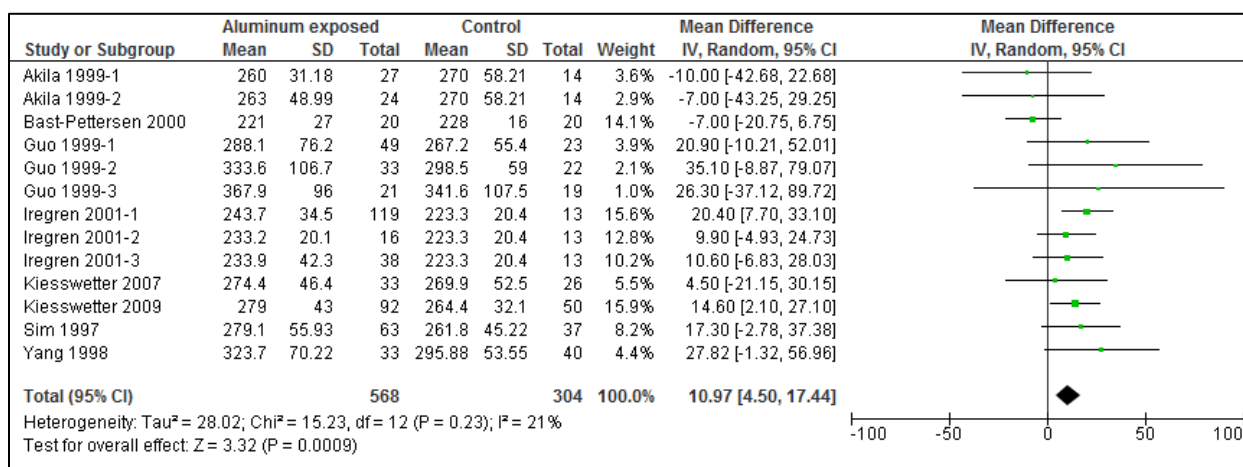 Aluminum exposed Control Mean Difference Mean Difference
Study or Subgroup Mean SD Total Mean SD Total Weight IV, Random, 95% CI IV, Random, 95% CI
Akila 1999-1 260 31.18 27 270 58.21 14 3.6% -10.00 [-42.68, 22.68]
Akila 1999-2 263 48.99 24 270 58.21 14 2.9% -7.00 [-43.25, 29.25]
Bast-Pettersen 2000 221 27 20 228 16 20 14.1% -7.00 [-20.75, 6.75]
Guo 1999-1 288.1 76.2 49 267.2 55.4 23 3.9% 20.90 [-10.21, 52.01]
Guo 1999-2 333.6 106.7 33 298.5 59 22 2.1% 35.10 [-8.87, 79.07]
Guo 1999-3 367.9 96 21 341.6 107.5 19 1.0% 26.30 [-37.12, 89.72]
Iregren 2001-1 243.7 34.5 119 223.3 20.4 13 15.6% 20.40 [7.70, 33.10]
Iregren 2001-2 233.2 20.1 16 223.3 20.4 13 12.8% 9.90 [-4.93, 24.73]
Iregren 2001-3 233.9 42.3 38 223.3 20.4 13 10.2% 10.60 [-6.83, 28.03]
Kiesswetter 2007 274.4 46.4 33 269.9 52.5 26 5.6% 4.50 [-21.15, 30.15]
Kiesswetter 2009 279 43 92 264.4 32.1 50 15.9% 14.60 [2.10, 27.10]
Sim 1997 279.1 55.93 63 261.8 45.22 37 8.2% 17.30 [-2.78, 37.38]
Yang 1998 323.7 70.22 33 295.88 53.55 40 4.4% 27.82 [-1.32, 56.96]
Total (95% CI) 568 304 100.0% 10.97 [4.50, 17.44]
Heterogeneity: Tau² = 28.02; Chi² = 15.23, df = 12 (P = 0.23); I² = 21%
Test for overall effect: Z = 3.32 (P = 0.0009)
-100 -50 0 50 100